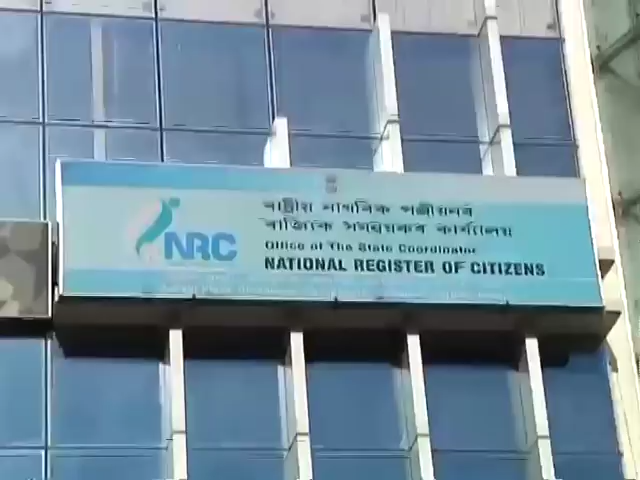 ৰাষ্ট্ৰীয় নাগৰিক পঞ্জীয়নৰ
ৰাজ্যিক সমন্বয়কৰ কাৰ্যালয়
NRC
Office of The State Coordinator
NATIONAL REGISTER OF CITIZENS